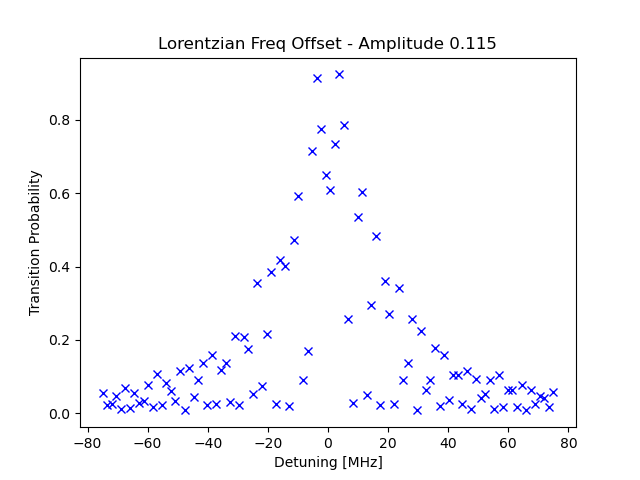 Lorentzian Freq Offset - Amplitude 0.115
Transition Probability
0.8
0.6
0.4
0.2
0.0
−80 −60 −40 −20 0 20 40 60 80
Detuning [MHz]